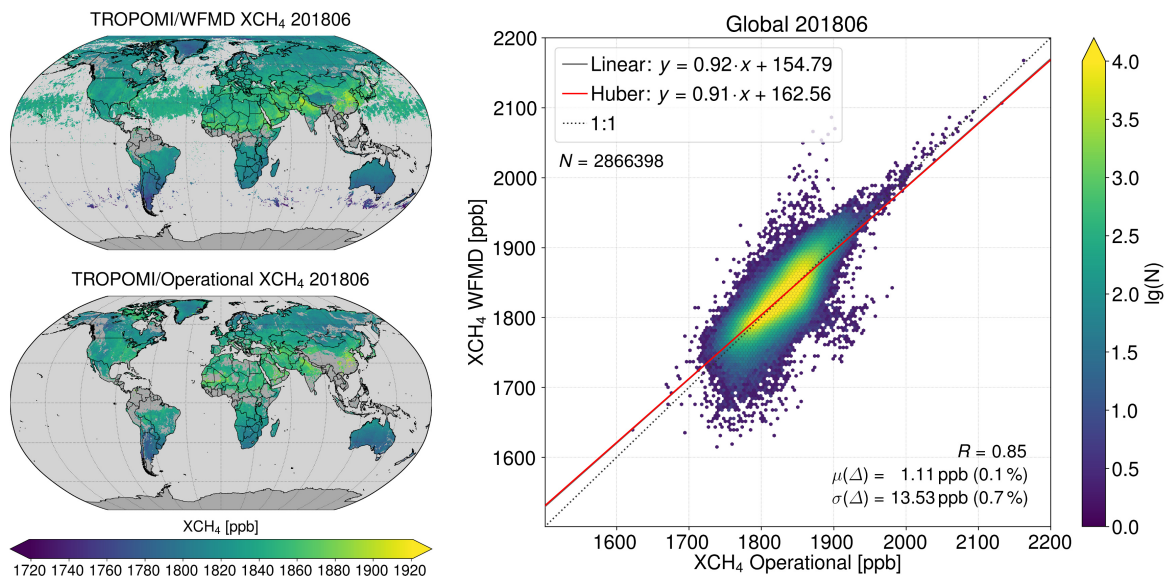 TROPOMI/WFMD XCH₄ 201806
TROPOMI/Operational XCH₄ 201806
XCH₄ [ppb]
1720 1740 1760 1780 1800 1820 1840 1860 1880 1900 1920
Global 201806
2200
2100
2000
1900
1800
1700
1600
XCH₄ WFMD [ppb]
Linear: y = 0.92·x + 154.79
Huber: y = 0.91·x + 162.56
1:1
N = 2866398
R = 0.85
μ(Δ) = 1.11 ppb (0.1 %)
σ(Δ) = 13.53 ppb (0.7 %)
1600 1700 1800 1900 2000 2100 2200
XCH₄ Operational [ppb]
4.0
3.5
3.0
2.5
2.0
1.5
1.0
0.5
0.0
lg(N)